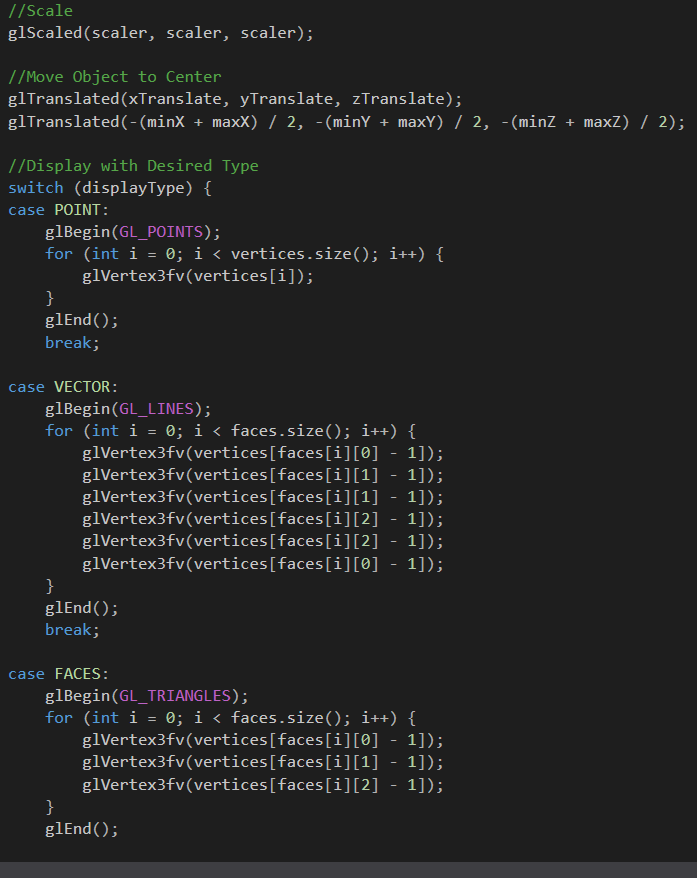 //Scale
glScaled(scaler, scaler, scaler);

//Move Object to Center
glTranslated(xTranslate, yTranslate, zTranslate);
glTranslated(-(minX + maxX) / 2, -(minY + maxY) / 2, -(minZ + maxZ) / 2);

//Display with Desired Type
switch (displayType) {
case POINT:
    glBegin(GL_POINTS);
    for (int i = 0; i < vertices.size(); i++) {
        glVertex3fv(vertices[i]);
    }
    glEnd();
    break;

case VECTOR:
    glBegin(GL_LINES);
    for (int i = 0; i < faces.size(); i++) {
        glVertex3fv(vertices[faces[i][0] - 1]);
        glVertex3fv(vertices[faces[i][1] - 1]);
        glVertex3fv(vertices[faces[i][1] - 1]);
        glVertex3fv(vertices[faces[i][2] - 1]);
        glVertex3fv(vertices[faces[i][2] - 1]);
        glVertex3fv(vertices[faces[i][0] - 1]);
    }
    glEnd();
    break;

case FACES:
    glBegin(GL_TRIANGLES);
    for (int i = 0; i < faces.size(); i++) {
        glVertex3fv(vertices[faces[i][0] - 1]);
        glVertex3fv(vertices[faces[i][1] - 1]);
        glVertex3fv(vertices[faces[i][2] - 1]);
    }
    glEnd();